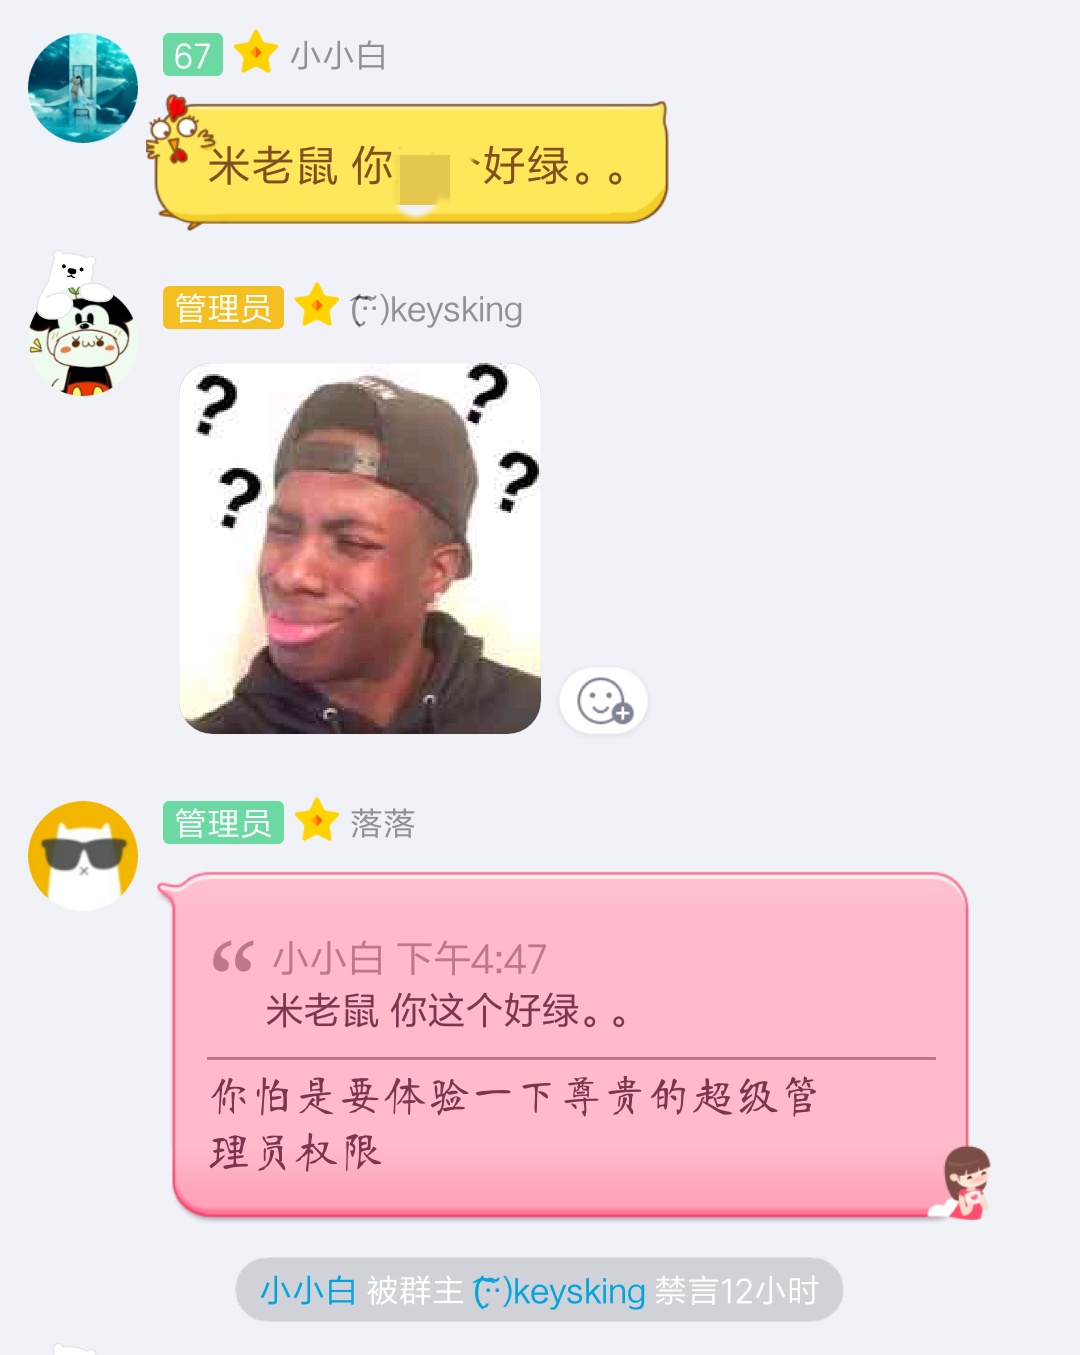 67 小小白
米老鼠 你 好绿。。
管理员 keysking
? ?
? ?
管理员 落落
“ 小小白 下午4:47
米老鼠 你这个好绿。。
你怕是要体验一下尊贵的超级管
理员权限
小小白 被群主 keysking 禁言12小时